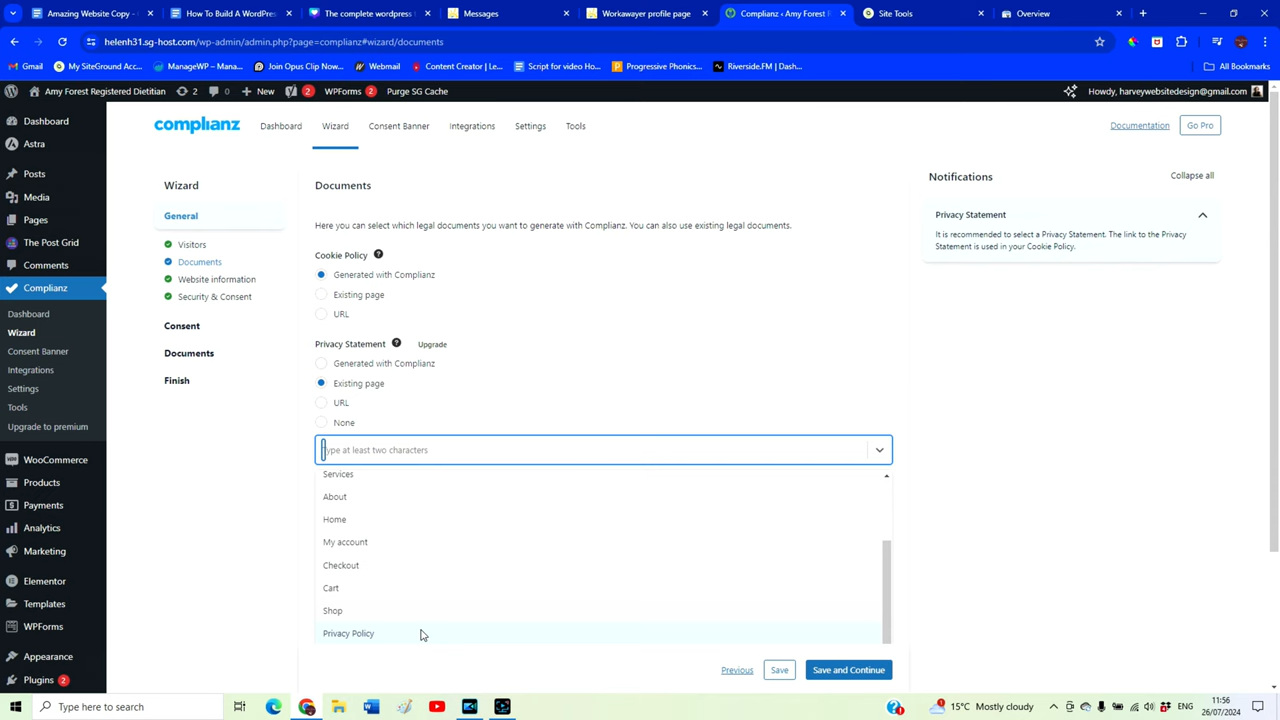 Amazing Website Copy -
How To Build A WordPres
The complete wordpress
Messages
Workawayer profile page
Complianz ‹ Amy Forest R
Site Tools
Overview
helenh31.sg-host.com/wp-admin/admin.php?page=complianz#wizard/documents
Gmail
My SiteGround Acc...
ManageWP – Mana...
Join Opus Clip Now...
Webmail
Content Creator | Le...
Script for video Ho...
Progressive Phonics...
Riverside.FM | Dash...
All Bookmarks
Amy Forest Registered Dietitian
2
0
New
2
WPForms 2
Purge SG Cache
Howdy, harveywebsitedesign@gmail.com
Dashboard
Astra
Posts
Media
Pages
The Post Grid
Comments
Complianz
Dashboard
Wizard
Consent Banner
Integrations
Settings
Tools
Upgrade to premium
WooCommerce
Products
Payments
Analytics
Marketing
Elementor
Templates
WPForms
Appearance
Plugins 2
complianz
Dashboard
Wizard
Consent Banner
Integrations
Settings
Tools
Documentation
Go Pro
Wizard
General
Visitors
Documents
Website information
Security & Consent
Consent
Documents
Finish
Documents
Here you can select which legal documents you want to generate with Complianz. You can also use existing legal documents.
Cookie Policy ?
Generated with Complianz
Existing page
URL
Privacy Statement ? Upgrade
Generated with Complianz
Existing page
URL
None
Type at least two characters
Services
About
Home
My account
Checkout
Cart
Shop
Privacy Policy
Previous
Save
Save and Continue
Notifications
Collapse all
Privacy Statement
It is recommended to select a Privacy Statement. The link to the Privacy
Statement is used in your Cookie Policy.
Type here to search
15°C Mostly cloudy
ENG
11:56
26/07/2024